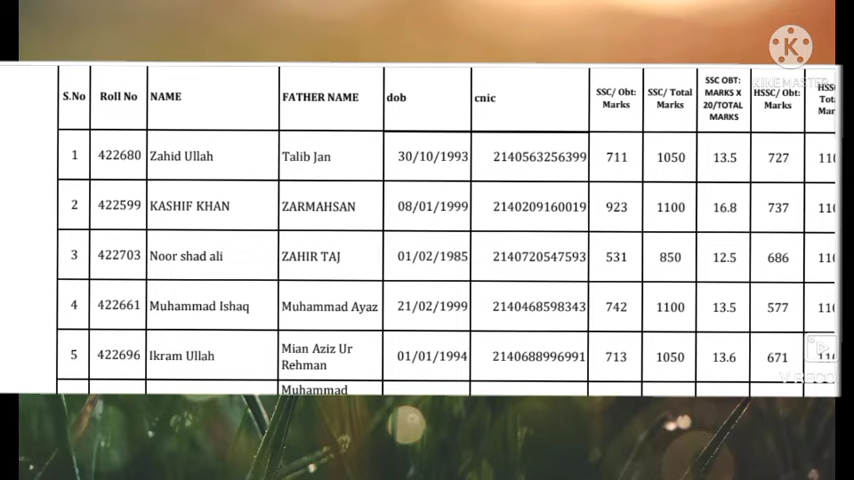 K
KINEMASTER
S.No Roll No NAME FATHER NAME dob cnic SSC/ Obt: Marks SSC/ Total Marks SSC OBT: MARKS X 20/TOTAL MARKS HSSC/ Obt: Marks
1 422680 Zahid Ullah Talib Jan 30/10/1993 2140563256399 711 1050 13.5 727
2 422599 KASHIF KHAN ZARMAHSAN 08/01/1999 2140209160019 923 1100 16.8 737
3 422703 Noor shad ali ZAHIR TAJ 01/02/1985 2140720547593 531 850 12.5 686
4 422661 Muhammad Ishaq Muhammad Ayaz 21/02/1999 2140468598343 742 1100 13.5 577
5 422696 Ikram Ullah Mian Aziz Ur Rehman 01/01/1994 2140688996991 713 1050 13.6 671
Muhammad